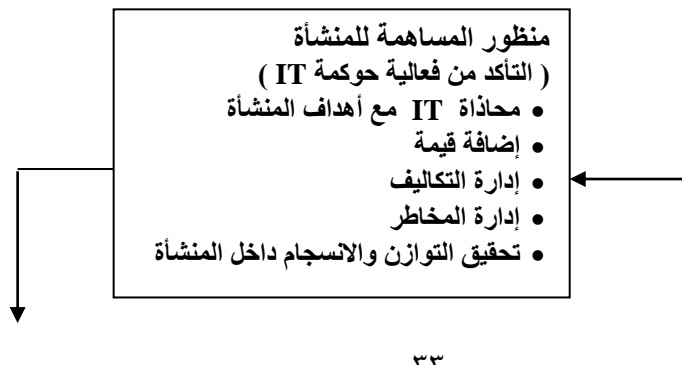 منظور المساهمة للمنشأة
( التأكد من فعالية حوكمة IT )
• محاذاة IT مع أهداف المنشأة
• إضافة قيمة
• إدارة التكاليف
• إدارة المخاطر
• تحقيق التوازن والانسجام داخل المنشأة
٣٣